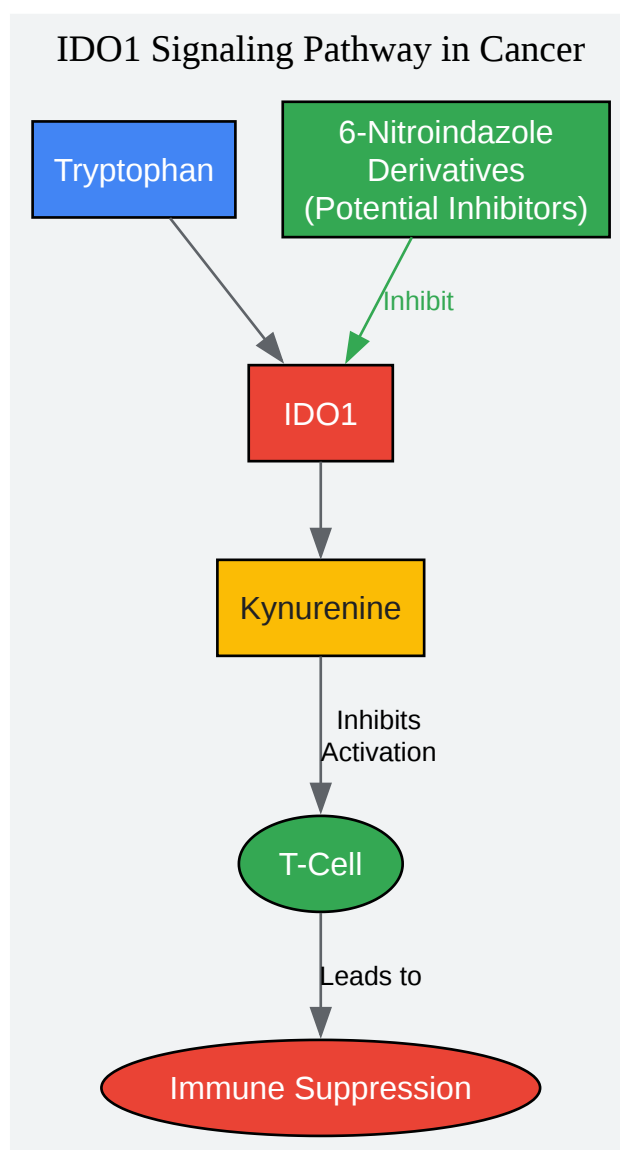 IDO1 Signaling Pathway in Cancer
Tryptophan
6-Nitroindazole
Derivatives
(Potential Inhibitors)
Inhibit
IDO1
Kynurenine
Inhibits
Activation
T-Cell
Leads to
Immune Suppression